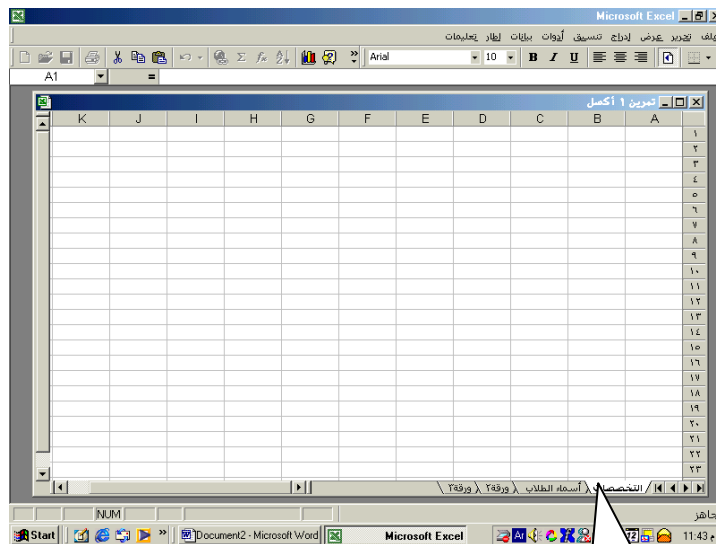 Microsoft Excel
ملف تحرير عرض إدراج تنسيق أدوات بيانات إطار تعليمات
Arial 10 B I U
A1 =
تمرين ١ أكسل
K J I H G F E D C B A
١
٢
٣
٤
٥
٦
٧
٨
٩
١٠
١١
١٢
١٣
١٤
١٥
١٦
١٧
١٨
١٩
٢٠
٢١
٢٢
٢٣
التخصصات أسماء الطلاب ورقة٢ ورقة٣
جاهز
NUM
Start Document2 - Microsoft Word Microsoft Excel 11:43 م